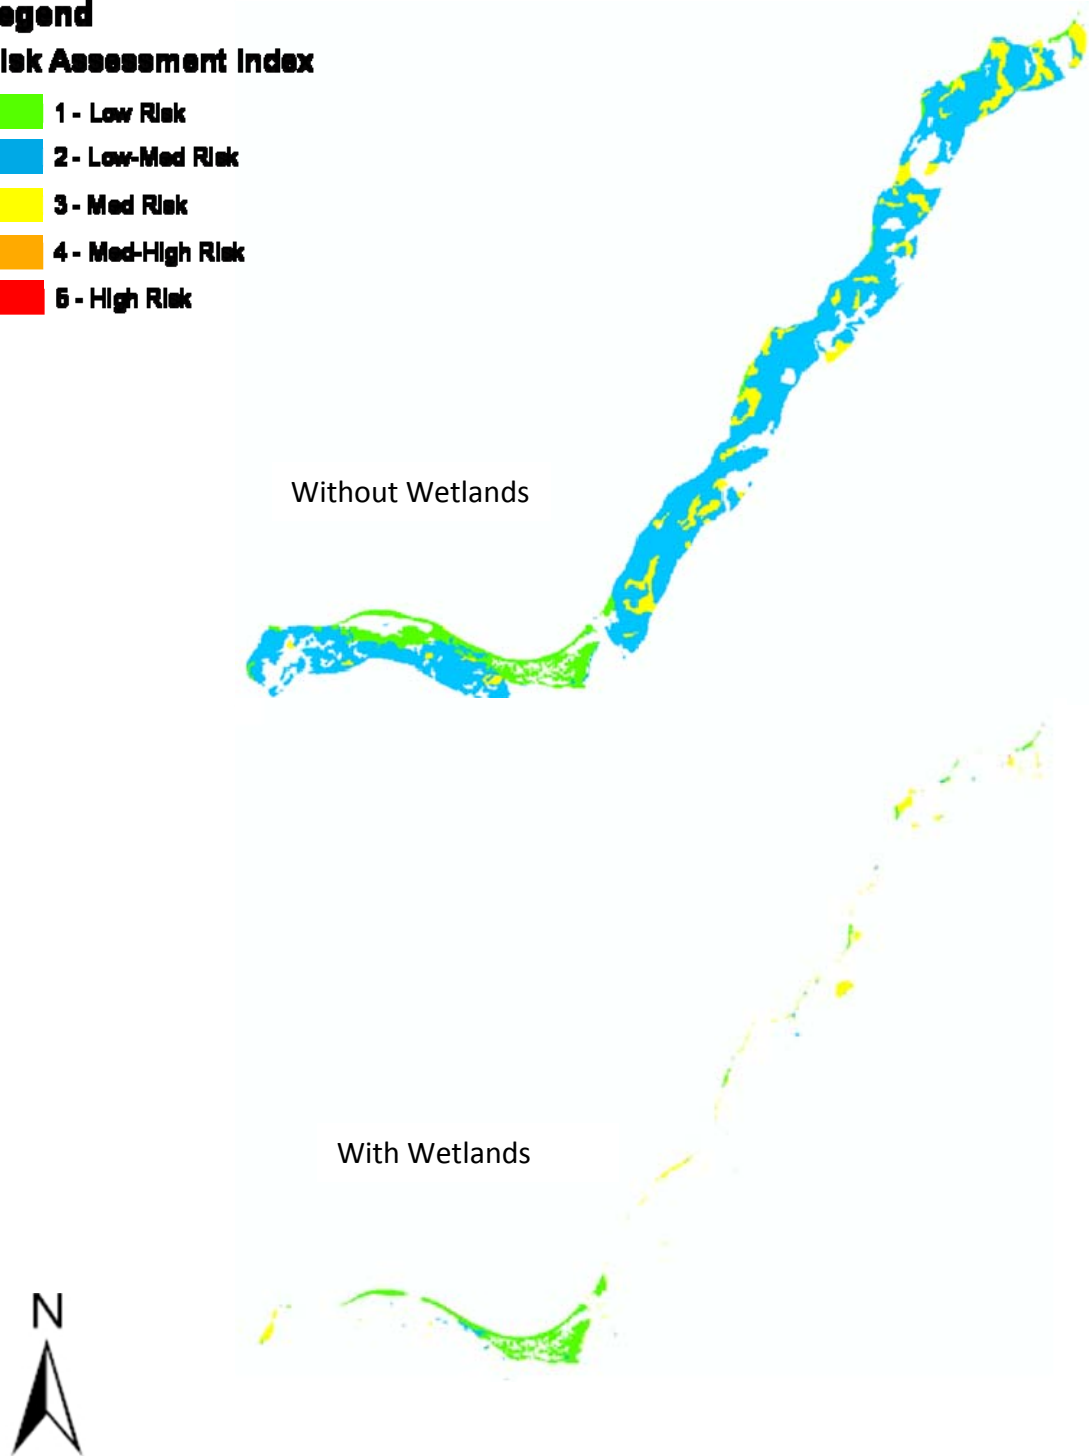 egend
isk Assessment Index
1 - Low Risk
2 - Low-Med Risk
3 - Med Risk
4 - Med-High Risk
5 - High Risk
Without Wetlands
With Wetlands
N